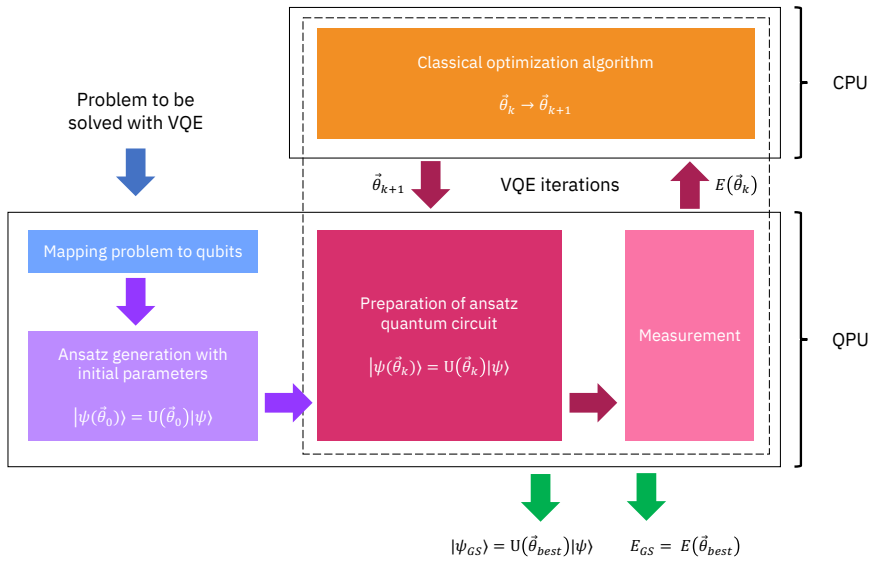 Classical optimization algorithm
θ⃗ₖ → θ⃗ₖ₊₁
CPU
Problem to be
solved with VQE
θ⃗ₖ₊₁
VQE iterations
E(θ⃗ₖ)
Mapping problem to qubits
Ansatz generation with
initial parameters
|ψ(θ⃗₀)⟩ = U(θ⃗₀)|ψ⟩
Preparation of ansatz
quantum circuit
|ψ(θ⃗ₖ)⟩ = U(θ⃗ₖ)|ψ⟩
Measurement
QPU
|ψ_GS⟩ = U(θ⃗_best)|ψ⟩
E_GS = E(θ⃗_best)